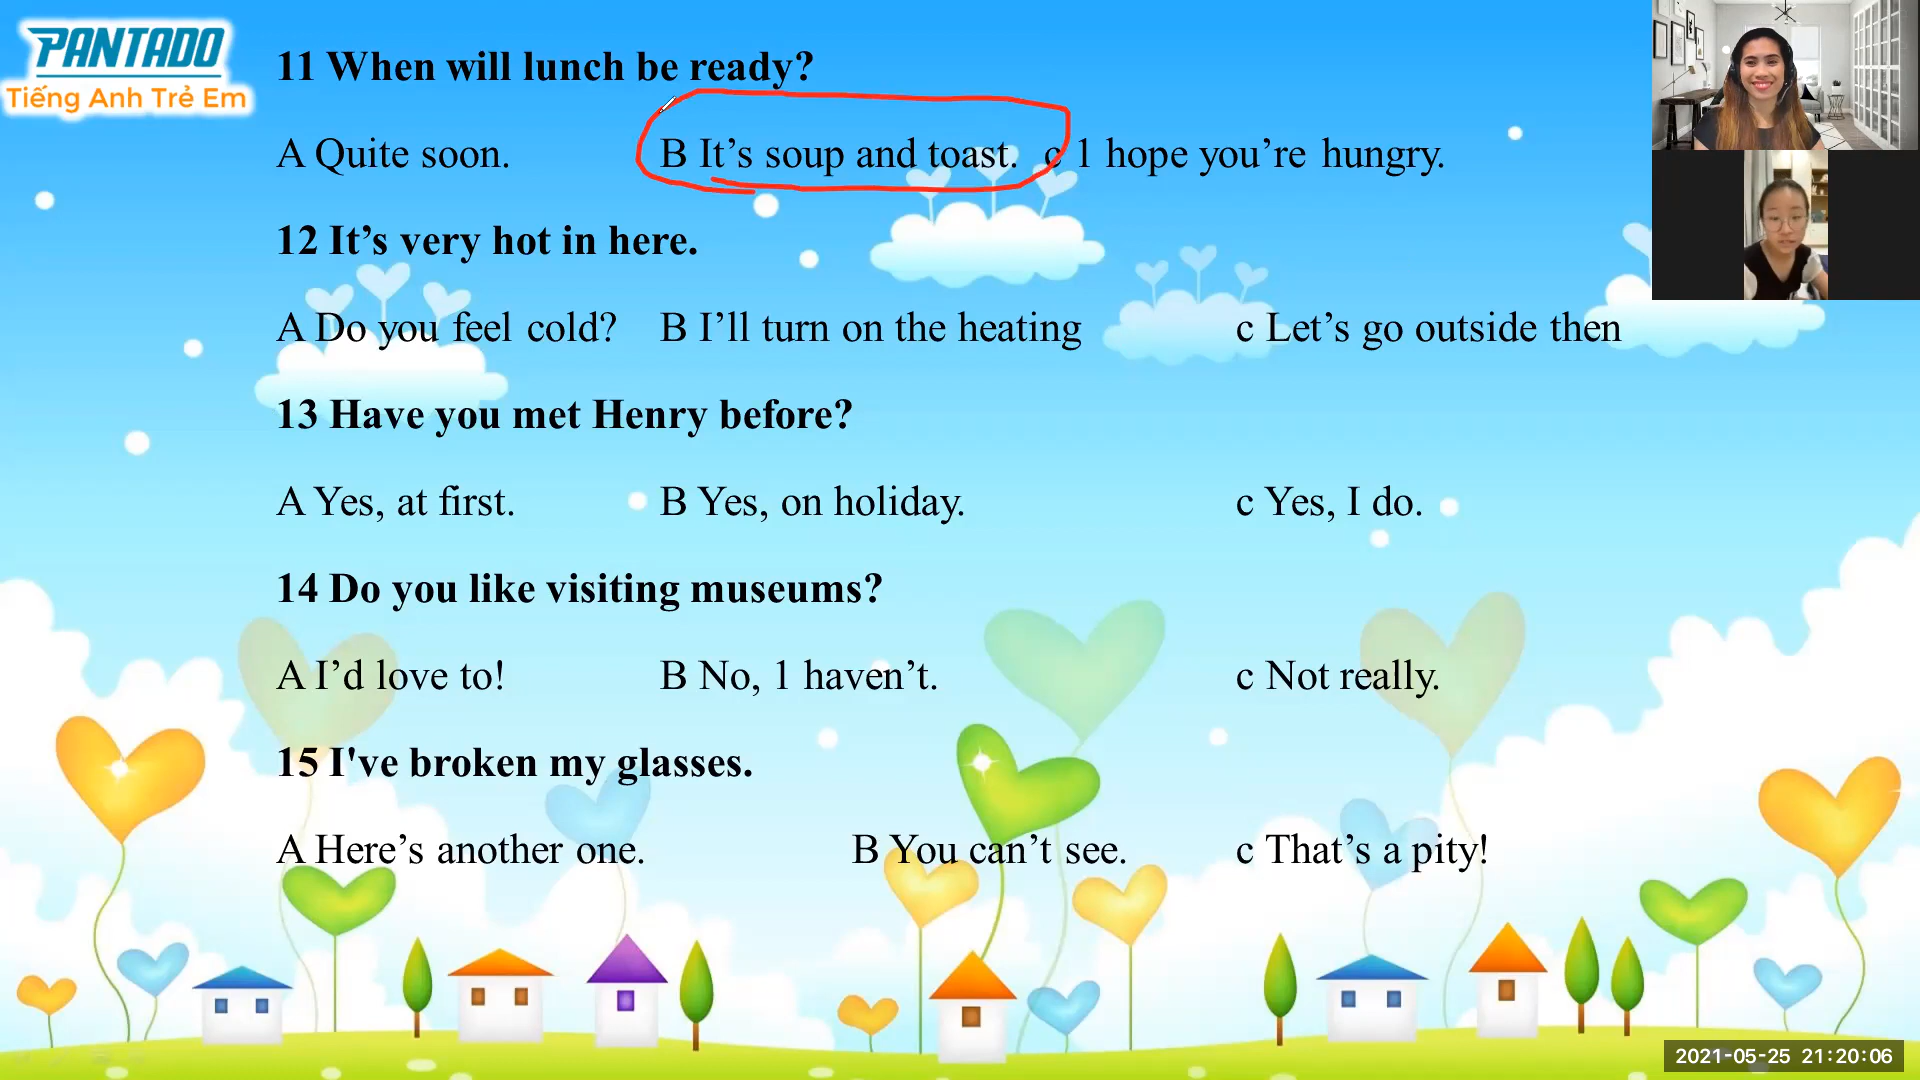 PANTADO
Tiếng Anh Trẻ Em
11 When will lunch be ready?
A Quite soon. B It's soup and toast. c 1 hope you're hungry.
12 It's very hot in here.
A Do you feel cold? B I'll turn on the heating c Let's go outside then
13 Have you met Henry before?
A Yes, at first. B Yes, on holiday. c Yes, I do.
14 Do you like visiting museums?
A I'd love to! B No, 1 haven't. c Not really.
15 I've broken my glasses.
A Here's another one. B You can't see. c That's a pity!
2021-05-25 21:20:06